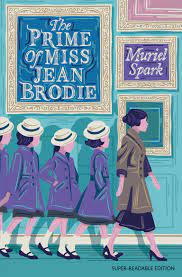 The
PRIME
Of MISS
JEAN
BRODIE
Muriel
Spark
SUPER-READABLE EDITION